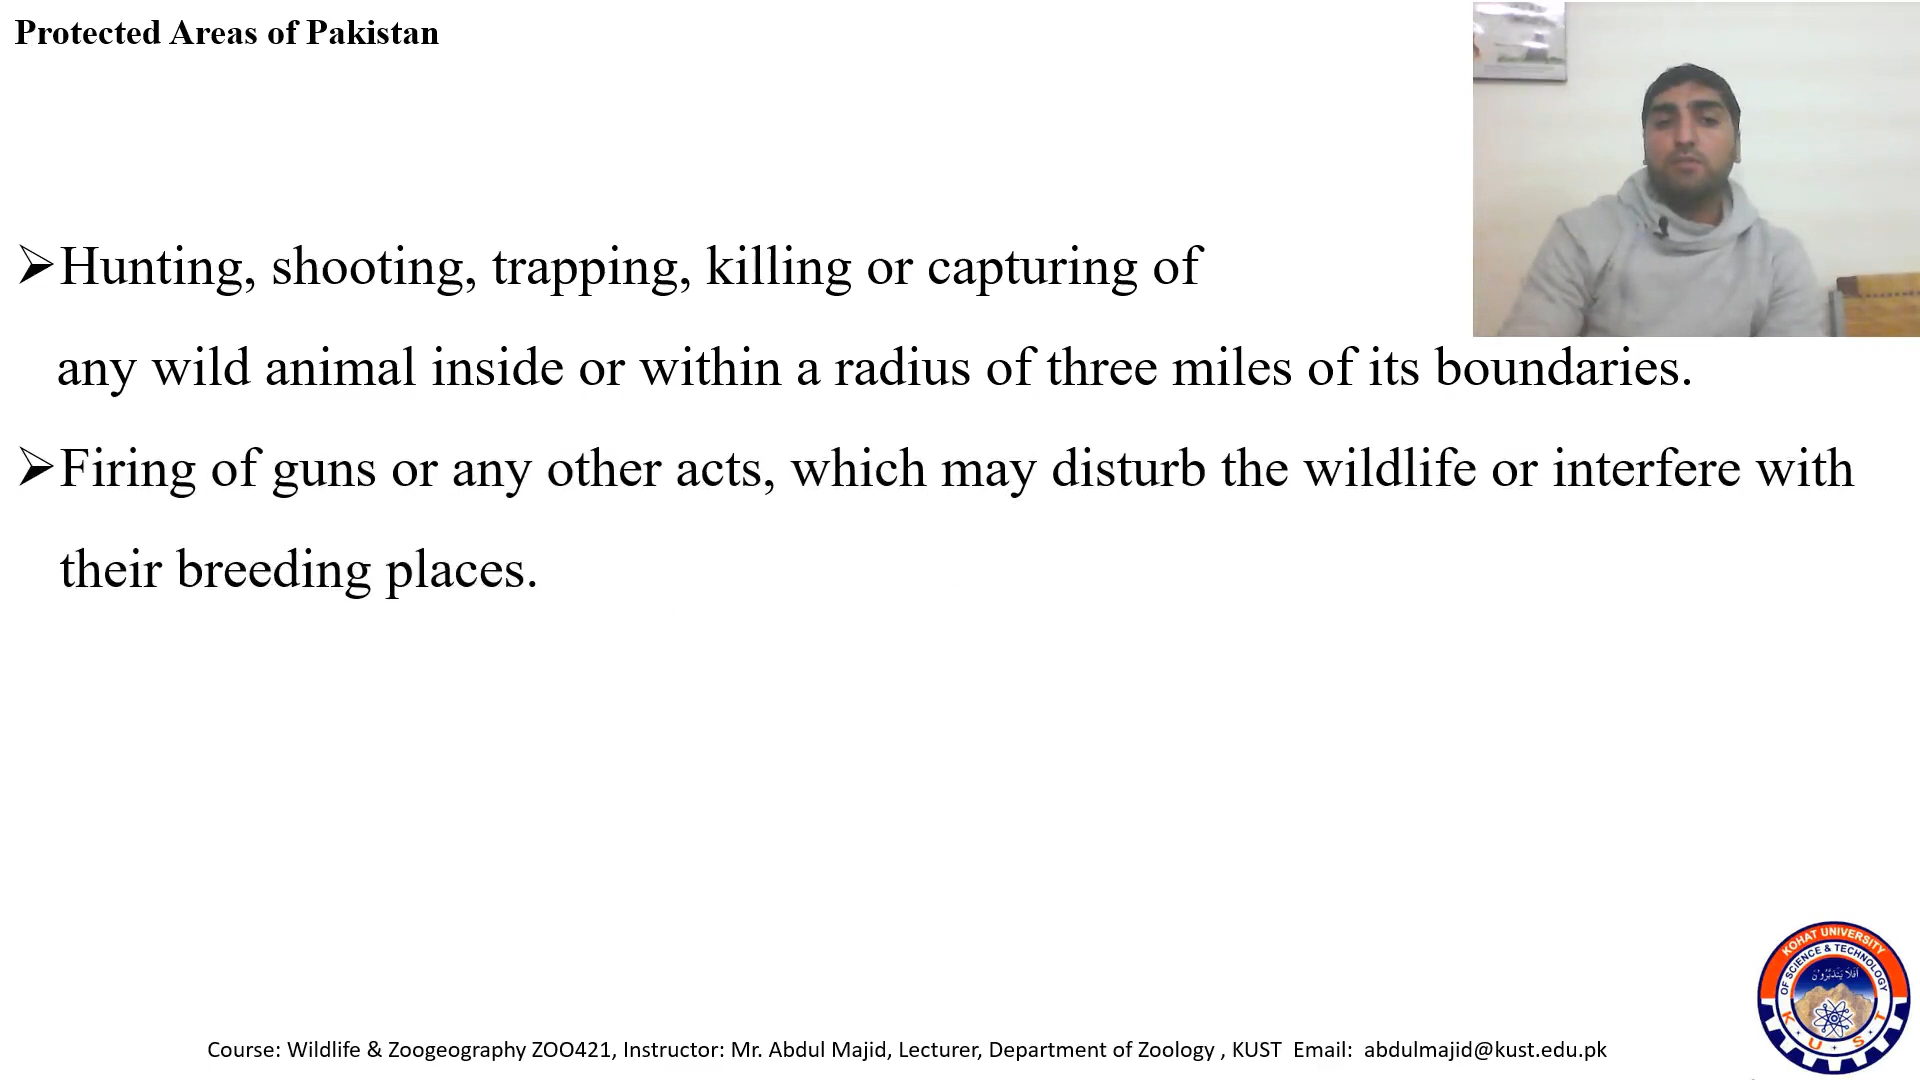 Protected Areas of Pakistan
➢Hunting, shooting, trapping, killing or capturing of
any wild animal inside or within a radius of three miles of its boundaries.
➢Firing of guns or any other acts, which may disturb the wildlife or interfere with
their breeding places.
KOHAT UNIVERSITY
OF SCIENCE & TECHNOLOGY
K U S T
Course: Wildlife & Zoogeography ZOO421, Instructor: Mr. Abdul Majid, Lecturer, Department of Zoology , KUST  Email:  abdulmajid@kust.edu.pk